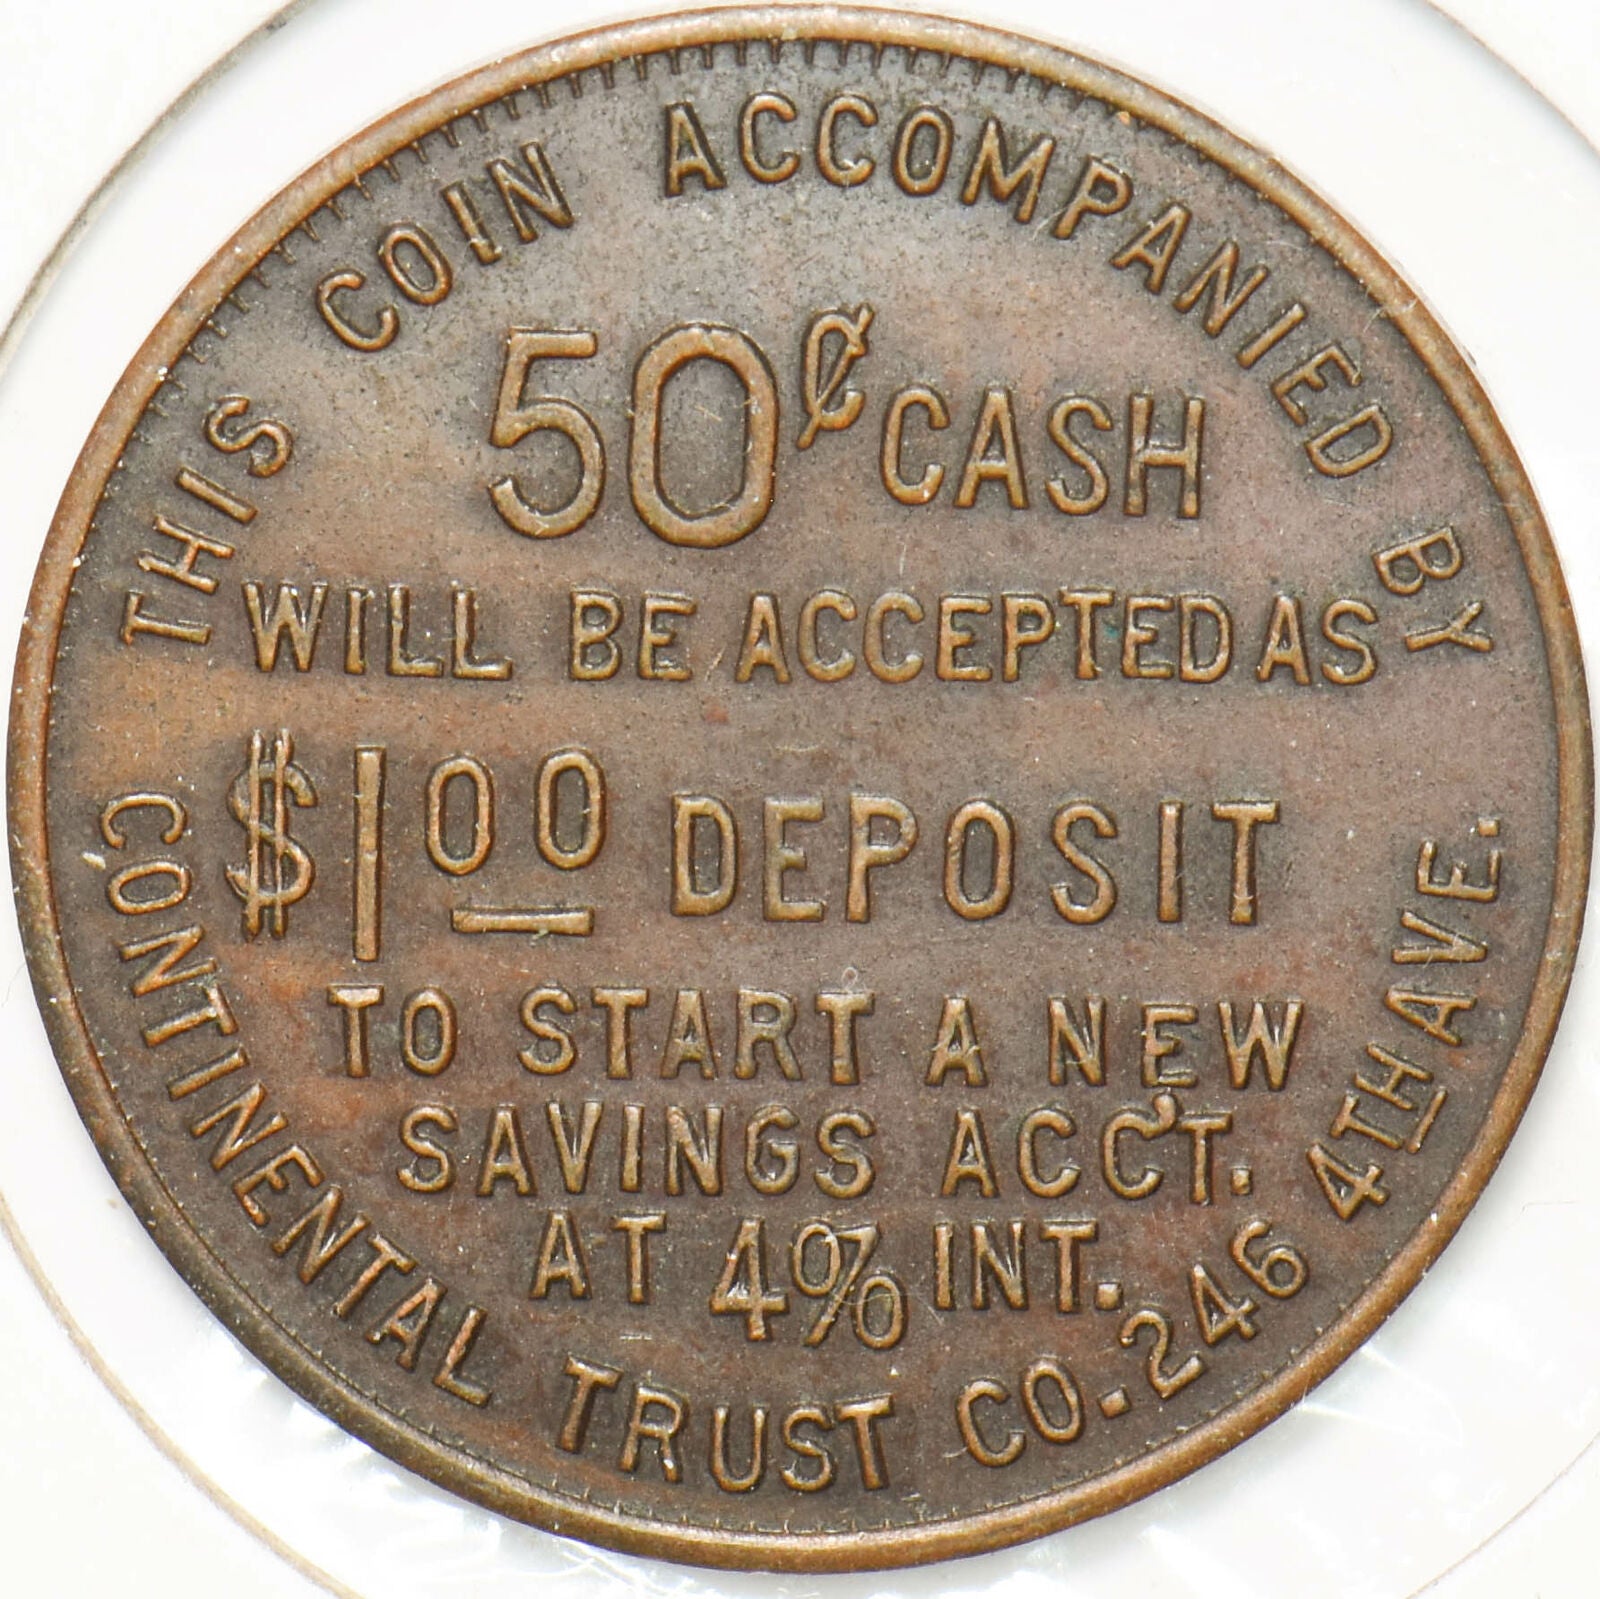 THIS COIN ACCOMPANIED BY
50¢ CASH
WILL BE ACCEPTED AS
$1.00 DEPOSIT
TO START A NEW
SAVINGS ACC'T.
AT 4% INT.
CONTINENTAL TRUST CO. 246 4TH AVE.